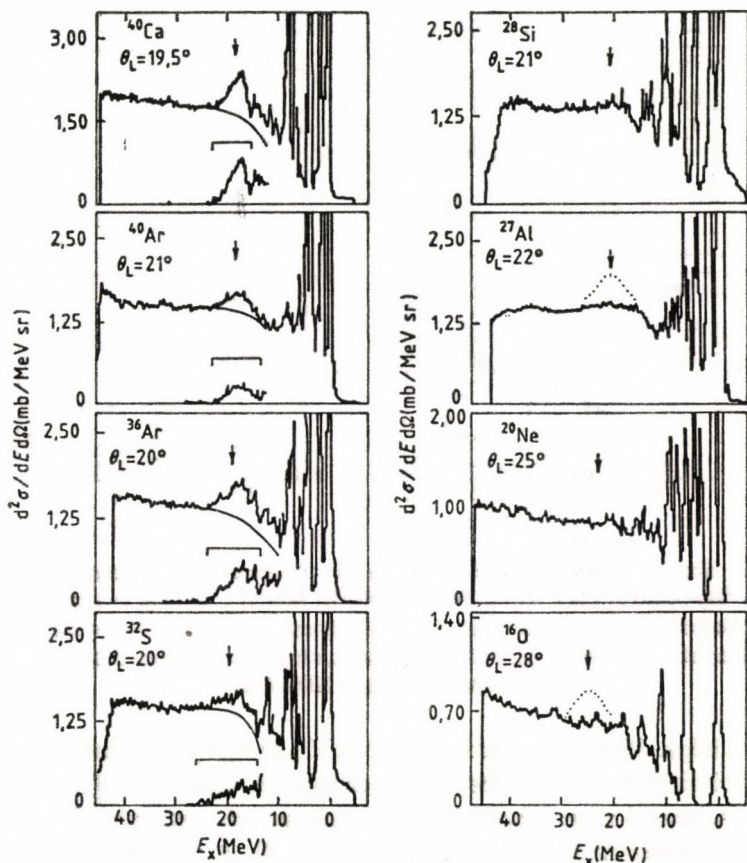 ⁴⁰Ca
θL=19,5°
3,00
1,50
0
⁴⁰Ar
θL=21°
2,50
1,25
0
³⁶Ar
θL=20°
2,50
1,25
0
³²S
θL=20°
2,50
1,25
0
40 30 20 10 0
Eₓ(MeV)
d²σ/dE dΩ(mb/MeV sr)
²⁸Si
θL=21°
2,50
1,25
0
²⁷Al
θL=22°
2,50
1,25
0
²⁰Ne
θL=25°
2,00
1,00
0
¹⁶O
θL=28°
1,40
0,70
0
40 30 20 10 0
Eₓ(MeV)
d²σ/dE dΩ(mb/MeV sr)